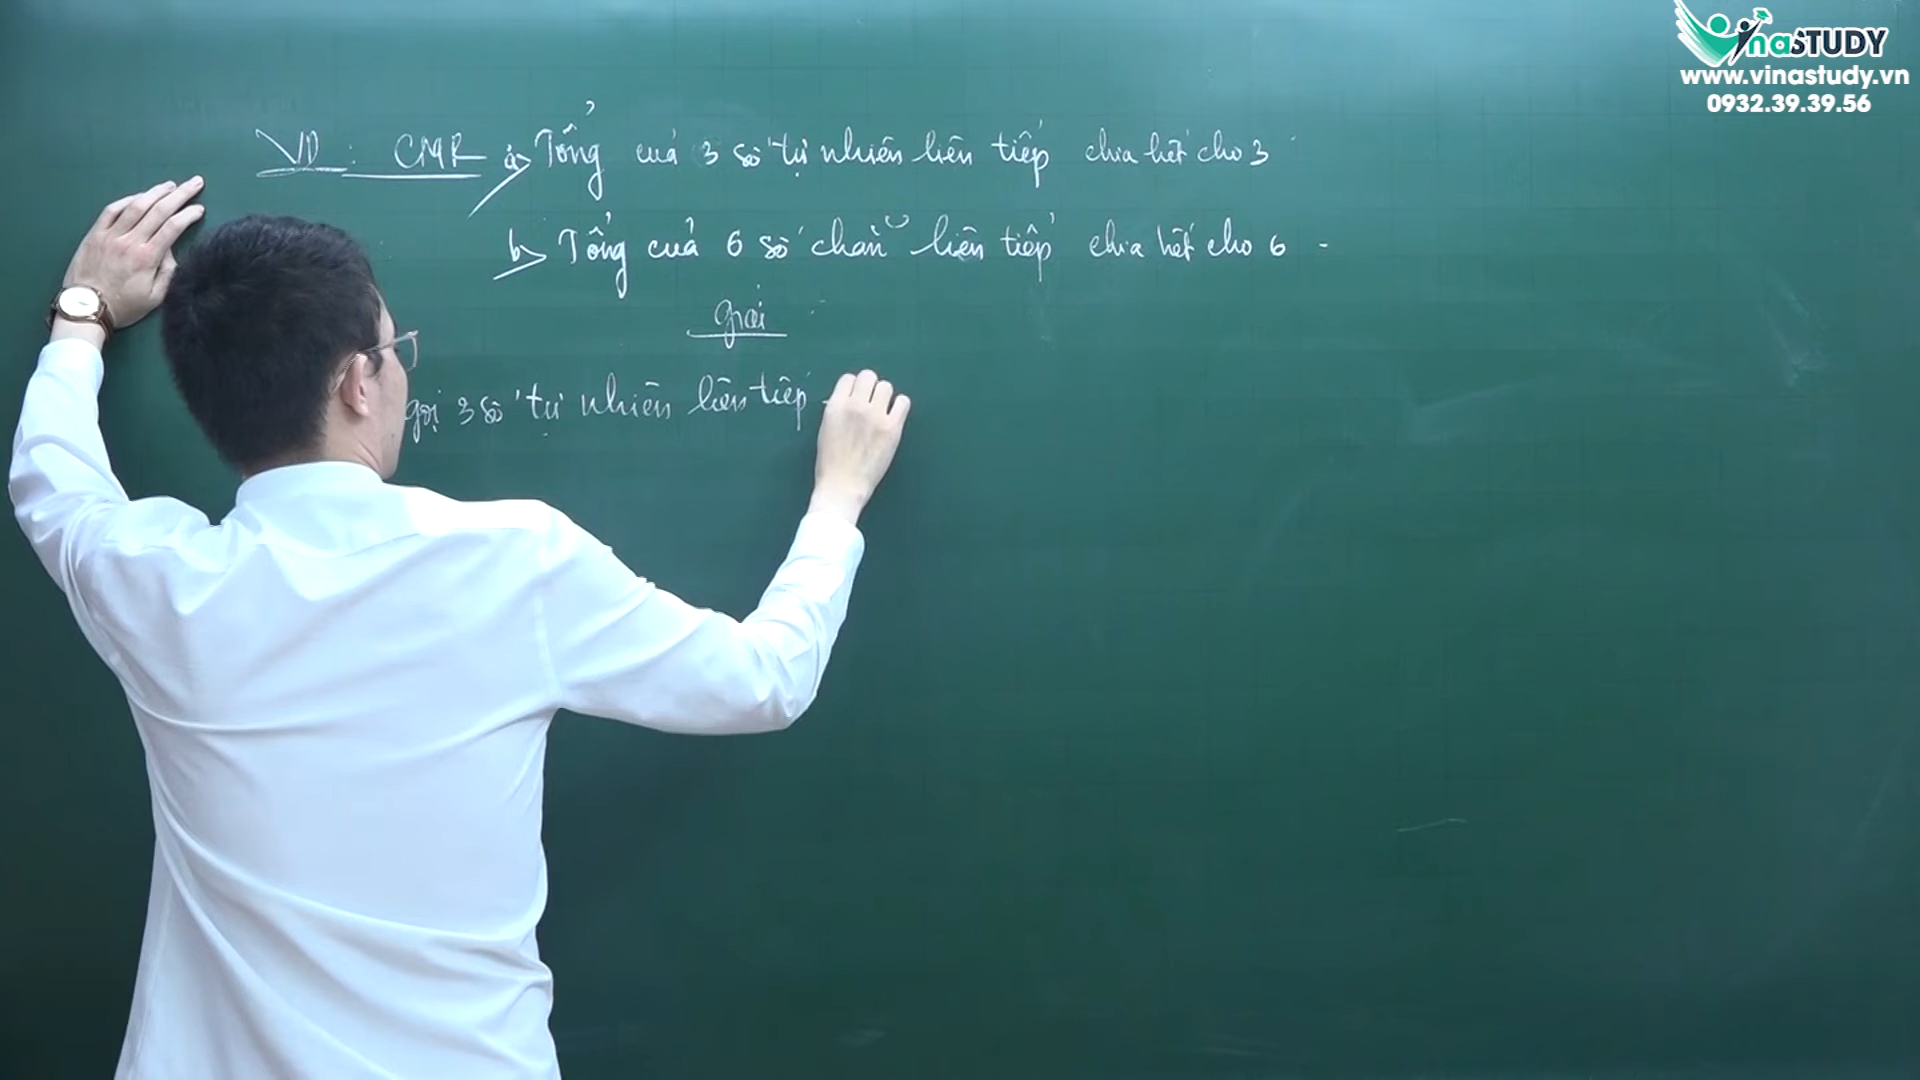 VinaSTUDY
www.vinastudy.vn
0932.39.39.56
VD: CMR a> Tổng của 3 số tự nhiên liên tiếp chia hết cho 3
b> Tổng của 6 số chẵn liên tiếp chia hết cho 6
giải
gọi 3 số tự nhiên liên tiếp